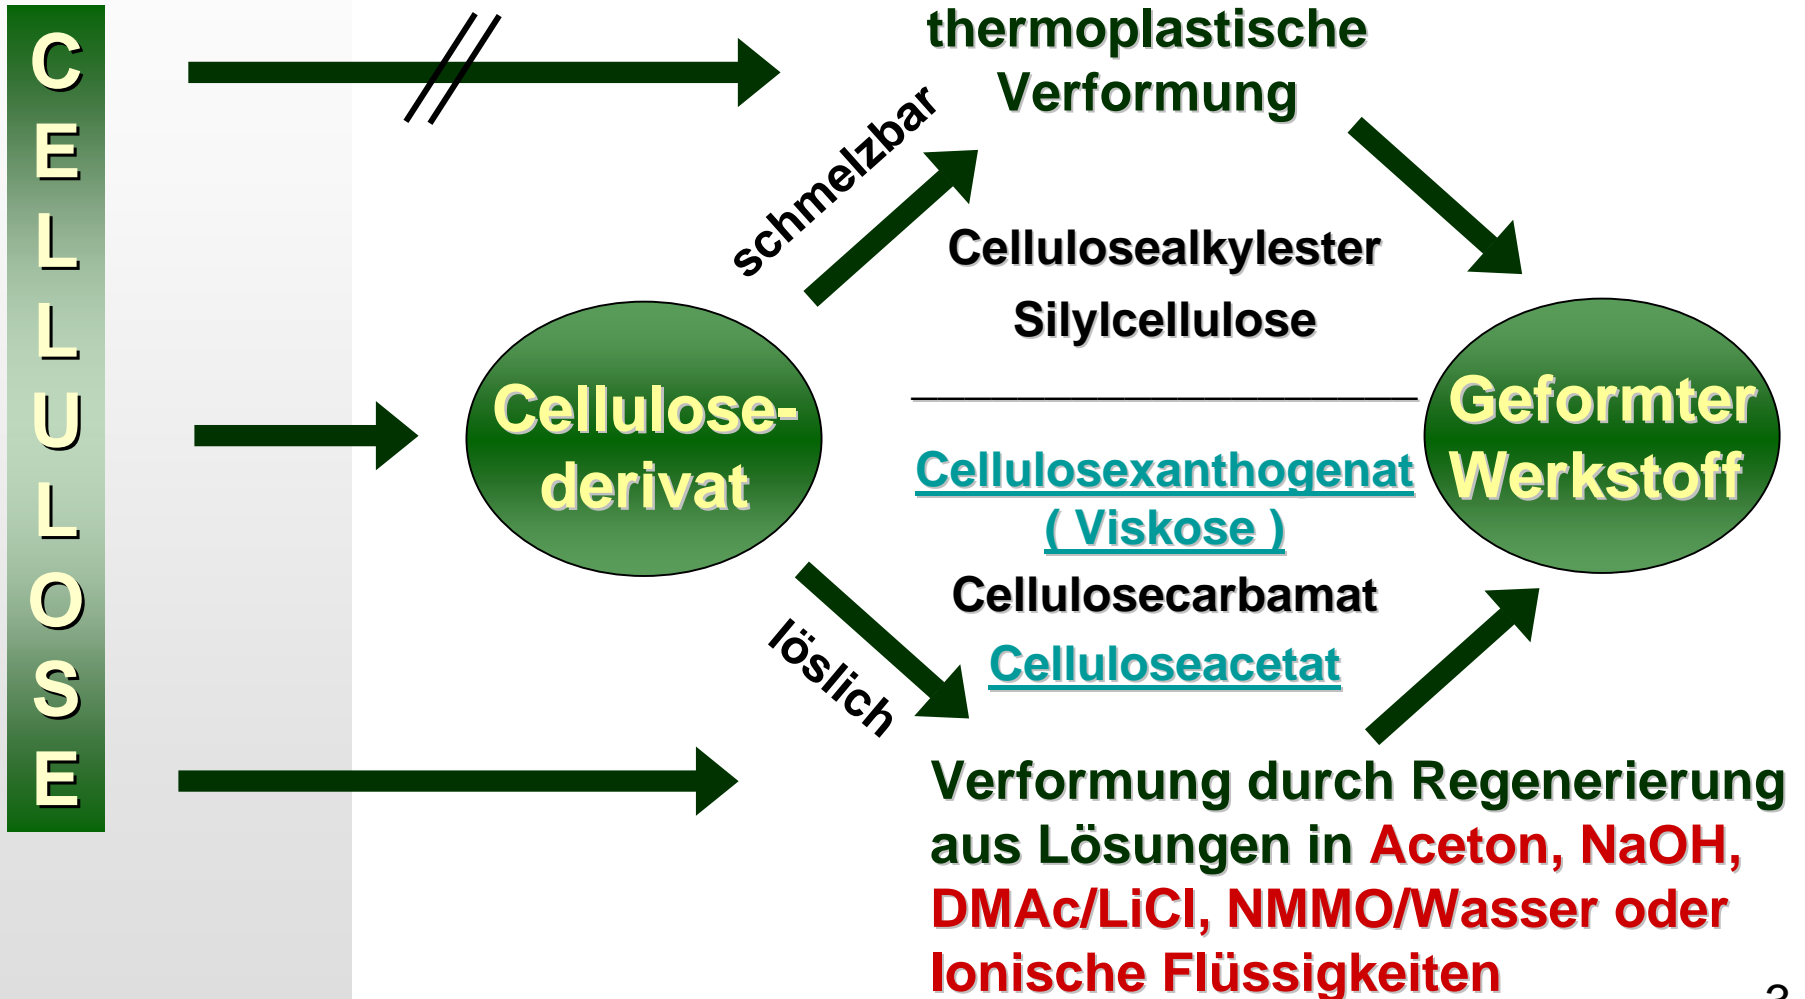 CELLULOSE
thermoplastische
Verformung
schmelzbar
Cellulosealkylester
Silylcellulose
Cellulose-
derivat
Geformter
Werkstoff
Cellulosexanthogenat
( Viskose )
Cellulosecarbamat
Celluloseacetat
löslich
Verformung durch Regenerierung
aus Lösungen in Aceton, NaOH,
DMAc/LiCl, NMMO/Wasser oder
Ionische Flüssigkeiten